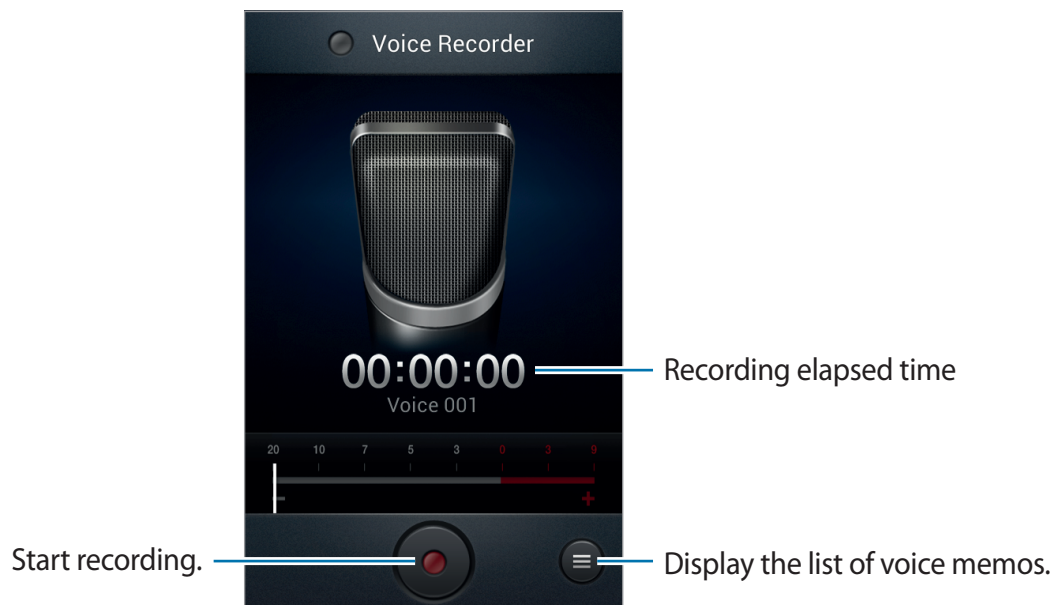 Voice Recorder
00:00:00
Recording elapsed time
Voice 001
20 10 7 5 3 0 3 9
- +
Start recording.
Display the list of voice memos.